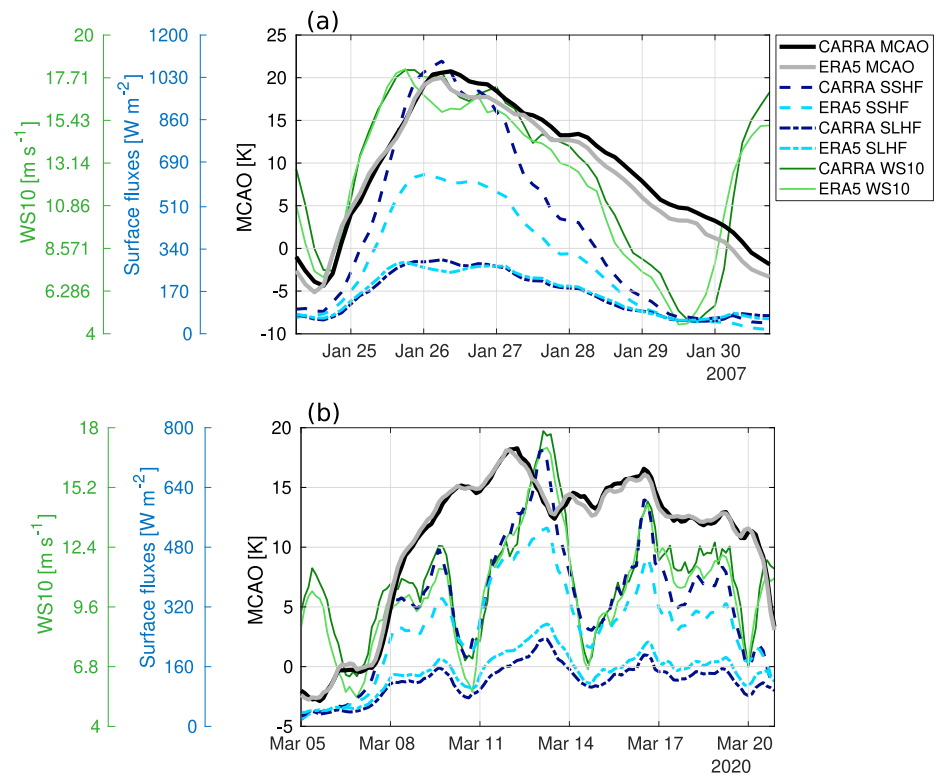 (a)
20
17.71
15.43
13.14
10.86
8.571
6.286
4
WS10 [m s-1]
1200
1030
860
690
510
340
170
0
Surface fluxes [W m-2]
25
20
15
10
5
0
-5
-10
MCAO [K]
Jan 25
Jan 26
Jan 27
Jan 28
Jan 29
Jan 30
2007
CARRA MCAO
ERA5 MCAO
CARRA SSHF
ERA5 SSHF
CARRA SLHF
ERA5 SLHF
CARRA WS10
ERA5 WS10
(b)
18
15.2
12.4
9.6
6.8
4
WS10 [m s-1]
800
640
480
320
160
0
Surface fluxes [W m-2]
20
15
10
5
0
-5
MCAO [K]
Mar 05
Mar 08
Mar 11
Mar 14
Mar 17
Mar 20
2020